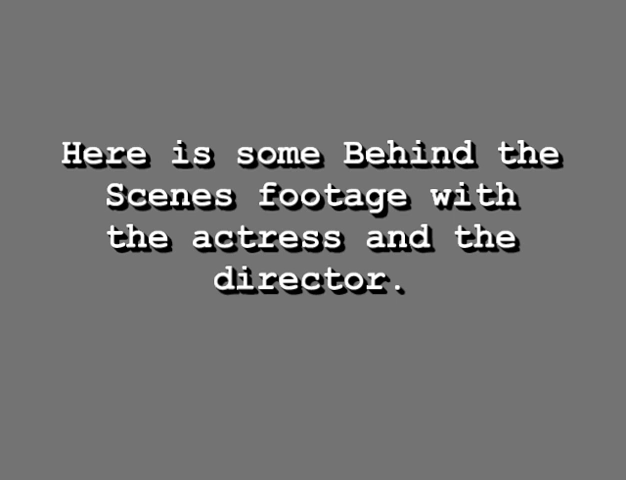 Here is some Behind the
Scenes footage with
the actress and the
director.